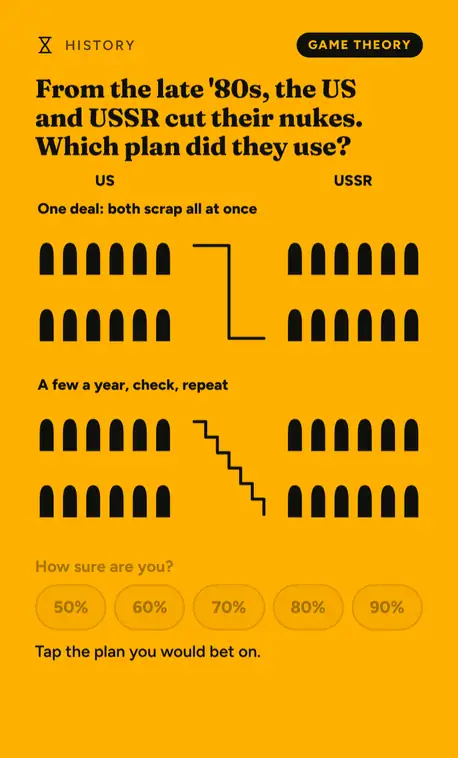 HISTORY
GAME THEORY
From the late '80s, the US
and USSR cut their nukes.
Which plan did they use?
US
USSR
One deal: both scrap all at once
A few a year, check, repeat
How sure are you?
50%
60%
70%
80%
90%
Tap the plan you would bet on.